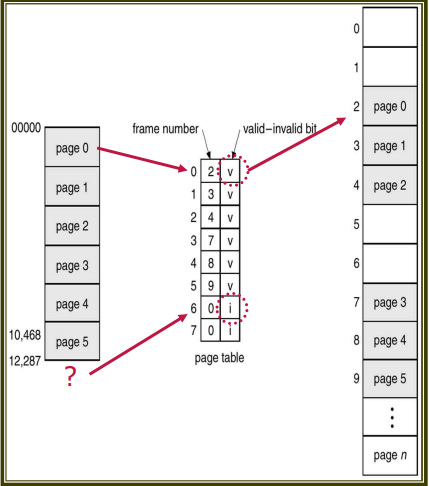 00000
page 0
page 1
page 2
page 3
page 4
page 5
10,468
12,287
?
frame number
valid–invalid bit
0 2 v
1 3 v
2 4 v
3 7 v
4 8 v
5 9 v
6 0 i
7 0 i
page table
0
1
2 page 0
3 page 1
4 page 2
5
6
7 page 3
8 page 4
9 page 5
⋮
page n